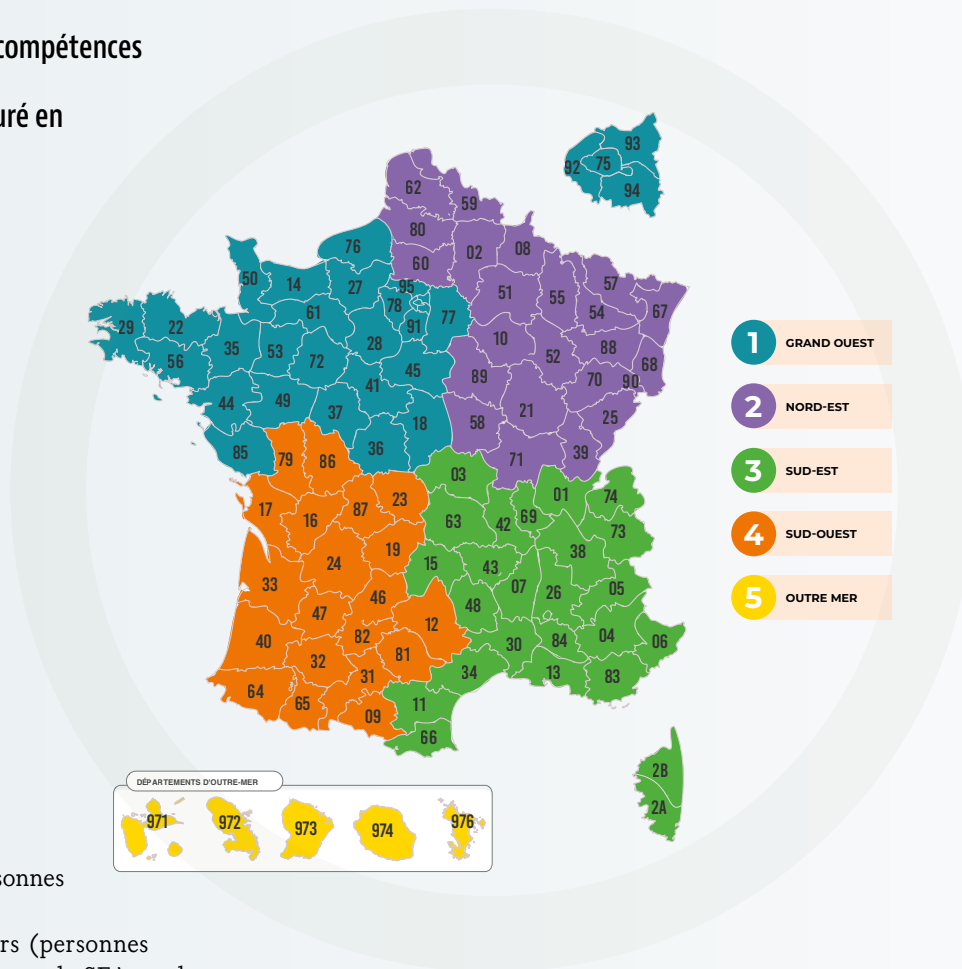 compétences
uré en
93
92 75
94
62
59
80
76
02 08
60
50 14 27 95 57
78 51 55 67
61 77 54
29 22 91
35 53 28 10 88
56 72 52 68
45 89 70 90
41
44 49 37 21 25
18 58
85 79 86 36 71 39
03
17 23 01 74
16 87 63 42 69
73
19 38
24 15 43
33 07 26 05
46 48
47 12
40 82 30 84 04 06
32 81
31 34 13 83
64 65 11
09
66
2B
2A
1 GRAND OUEST
2 NORD-EST
3 SUD-EST
4 SUD-OUEST
5 OUTRE MER
DÉPARTEMENTS D'OUTRE-MER
971 972 973 974 976
sonnes
rs (personnes